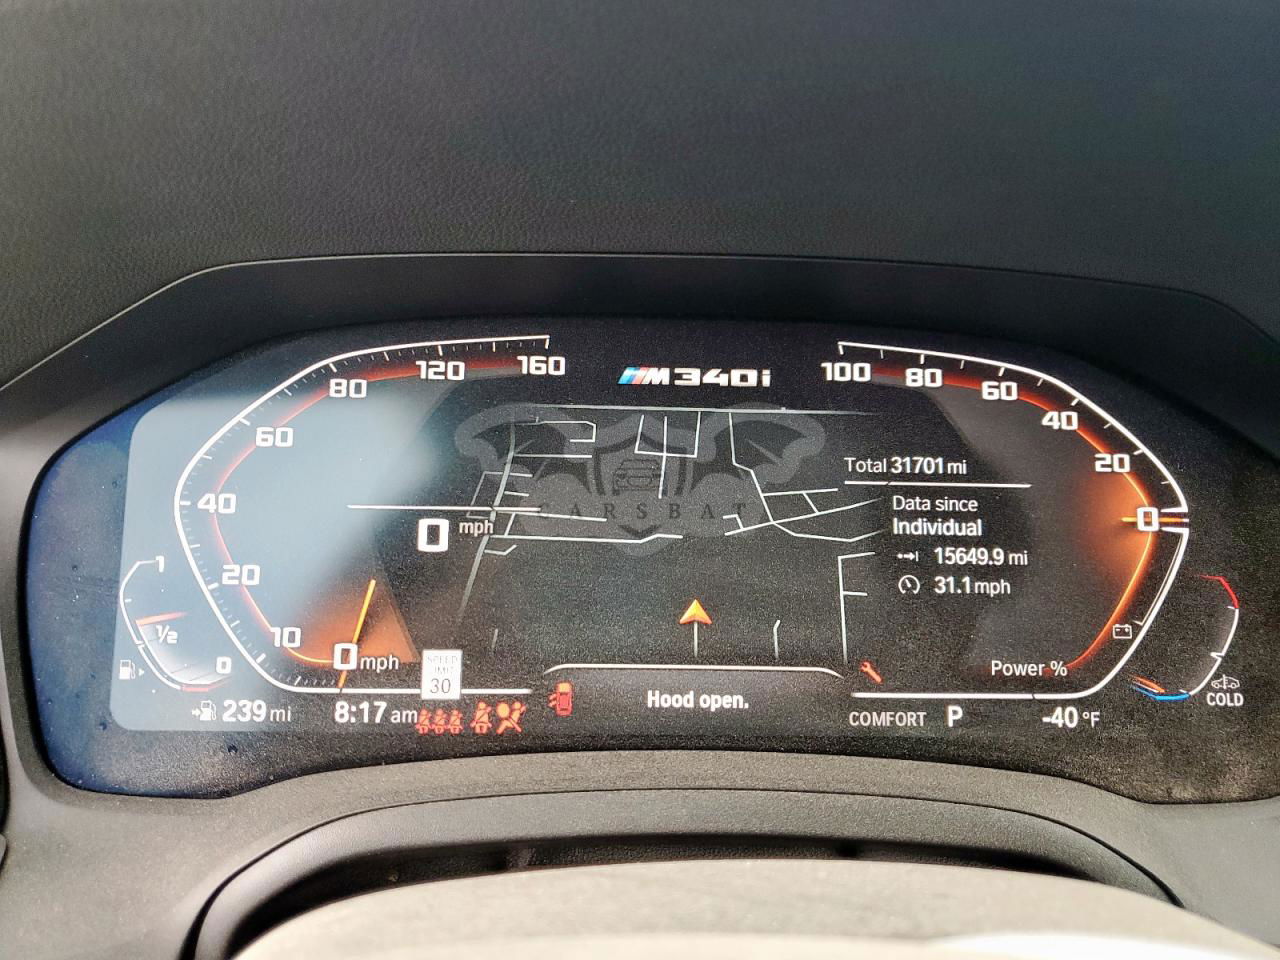 160
120
80
60
40
20
10
0 mph
0 mph
M340i
100
80
60
40
20
0
Total 31701 mi
Data since
Individual
15649.9 mi
31.1 mph
CARSBAT
1
1/2
0
239 mi
8:17 am
SPEED
LIMIT
30
Hood open.
Power %
COMFORT P
-40 °F
COLD